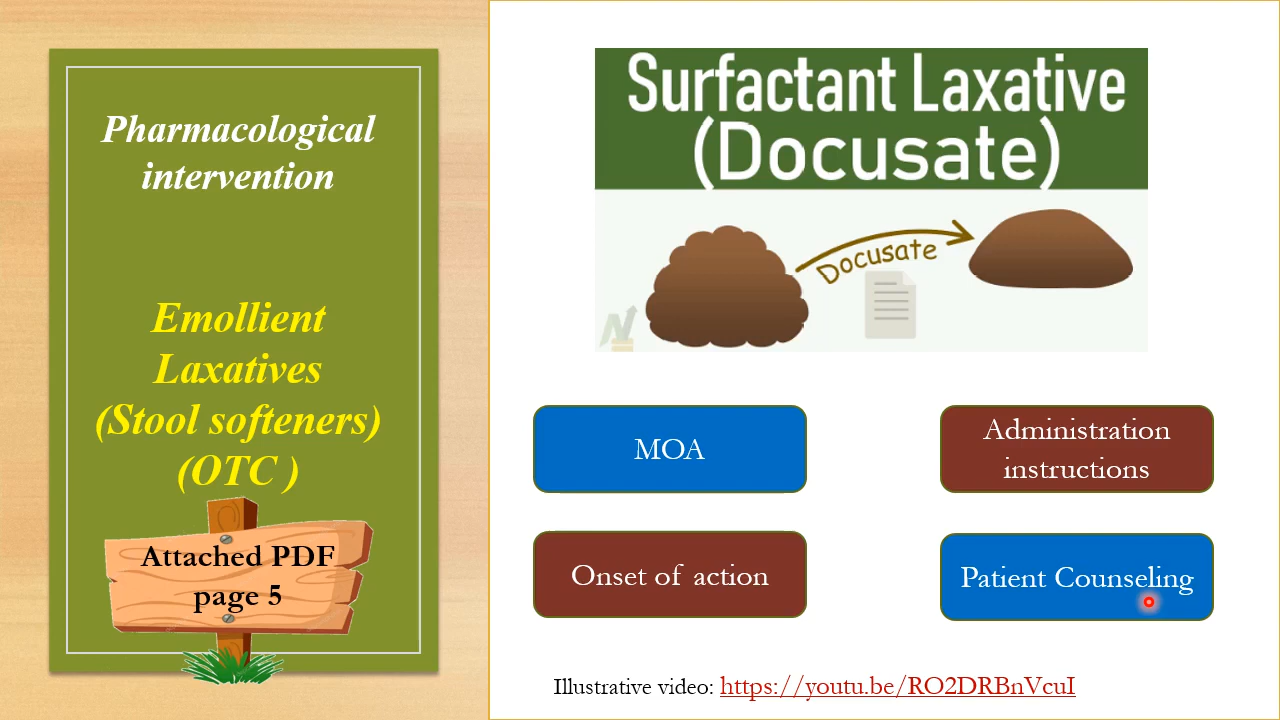 Pharmacological
intervention
Emollient
Laxatives
(Stool softeners)
(OTC )
Attached PDF
page 5
Surfactant Laxative
(Docusate)
Docusate
MOA
Administration
instructions
Onset of action
Patient Counseling
Illustrative video: https://youtu.be/RO2DRBnVcuI